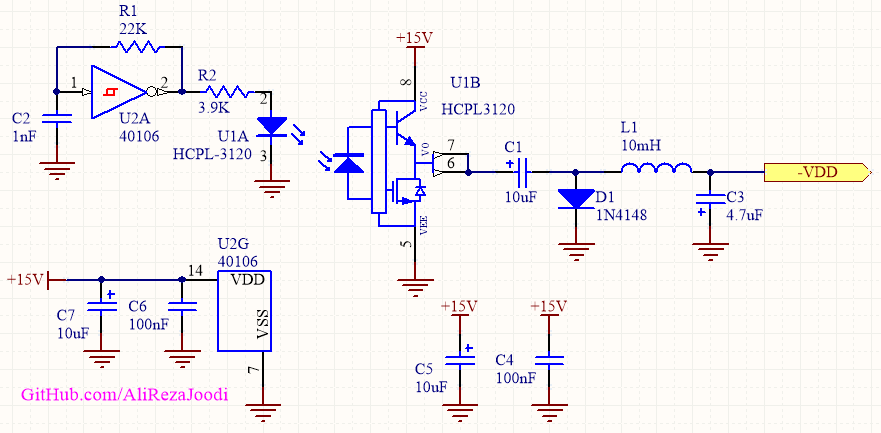 R1
22K
1
2
U2A
40106
C2
1nF
R2
3.9K
2
U1A
HCPL-3120
3
+15V
8
VCC
U1B
HCPL3120
VO
7
6
VEE
5
C1
+
10uF
D1
1N4148
L1
10mH
-VDD
C3
+
4.7uF
U2G
40106
+15V
14
VDD
VSS
7
C7
+
10uF
C6
100nF
+15V
+
C5
10uF
+15V
C4
100nF
GitHub.com/AliRezaJoodi